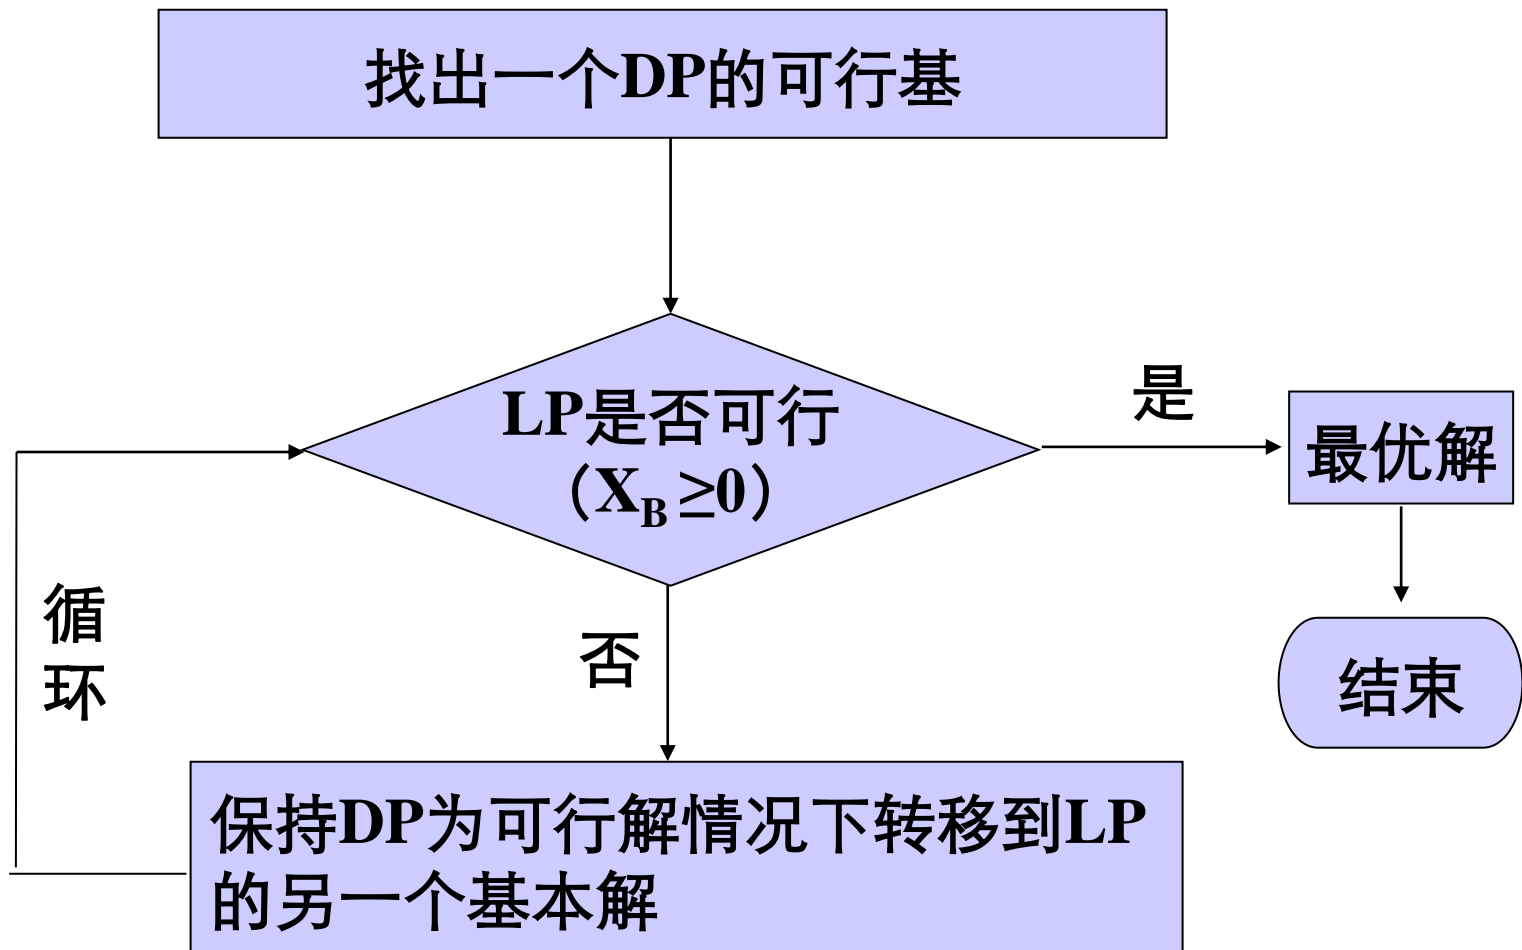 找出一个DP的可行基
LP是否可行
（X_B ≥0）
是
最优解
循
环
否
结束
保持DP为可行解情况下转移到LP
的另一个基本解